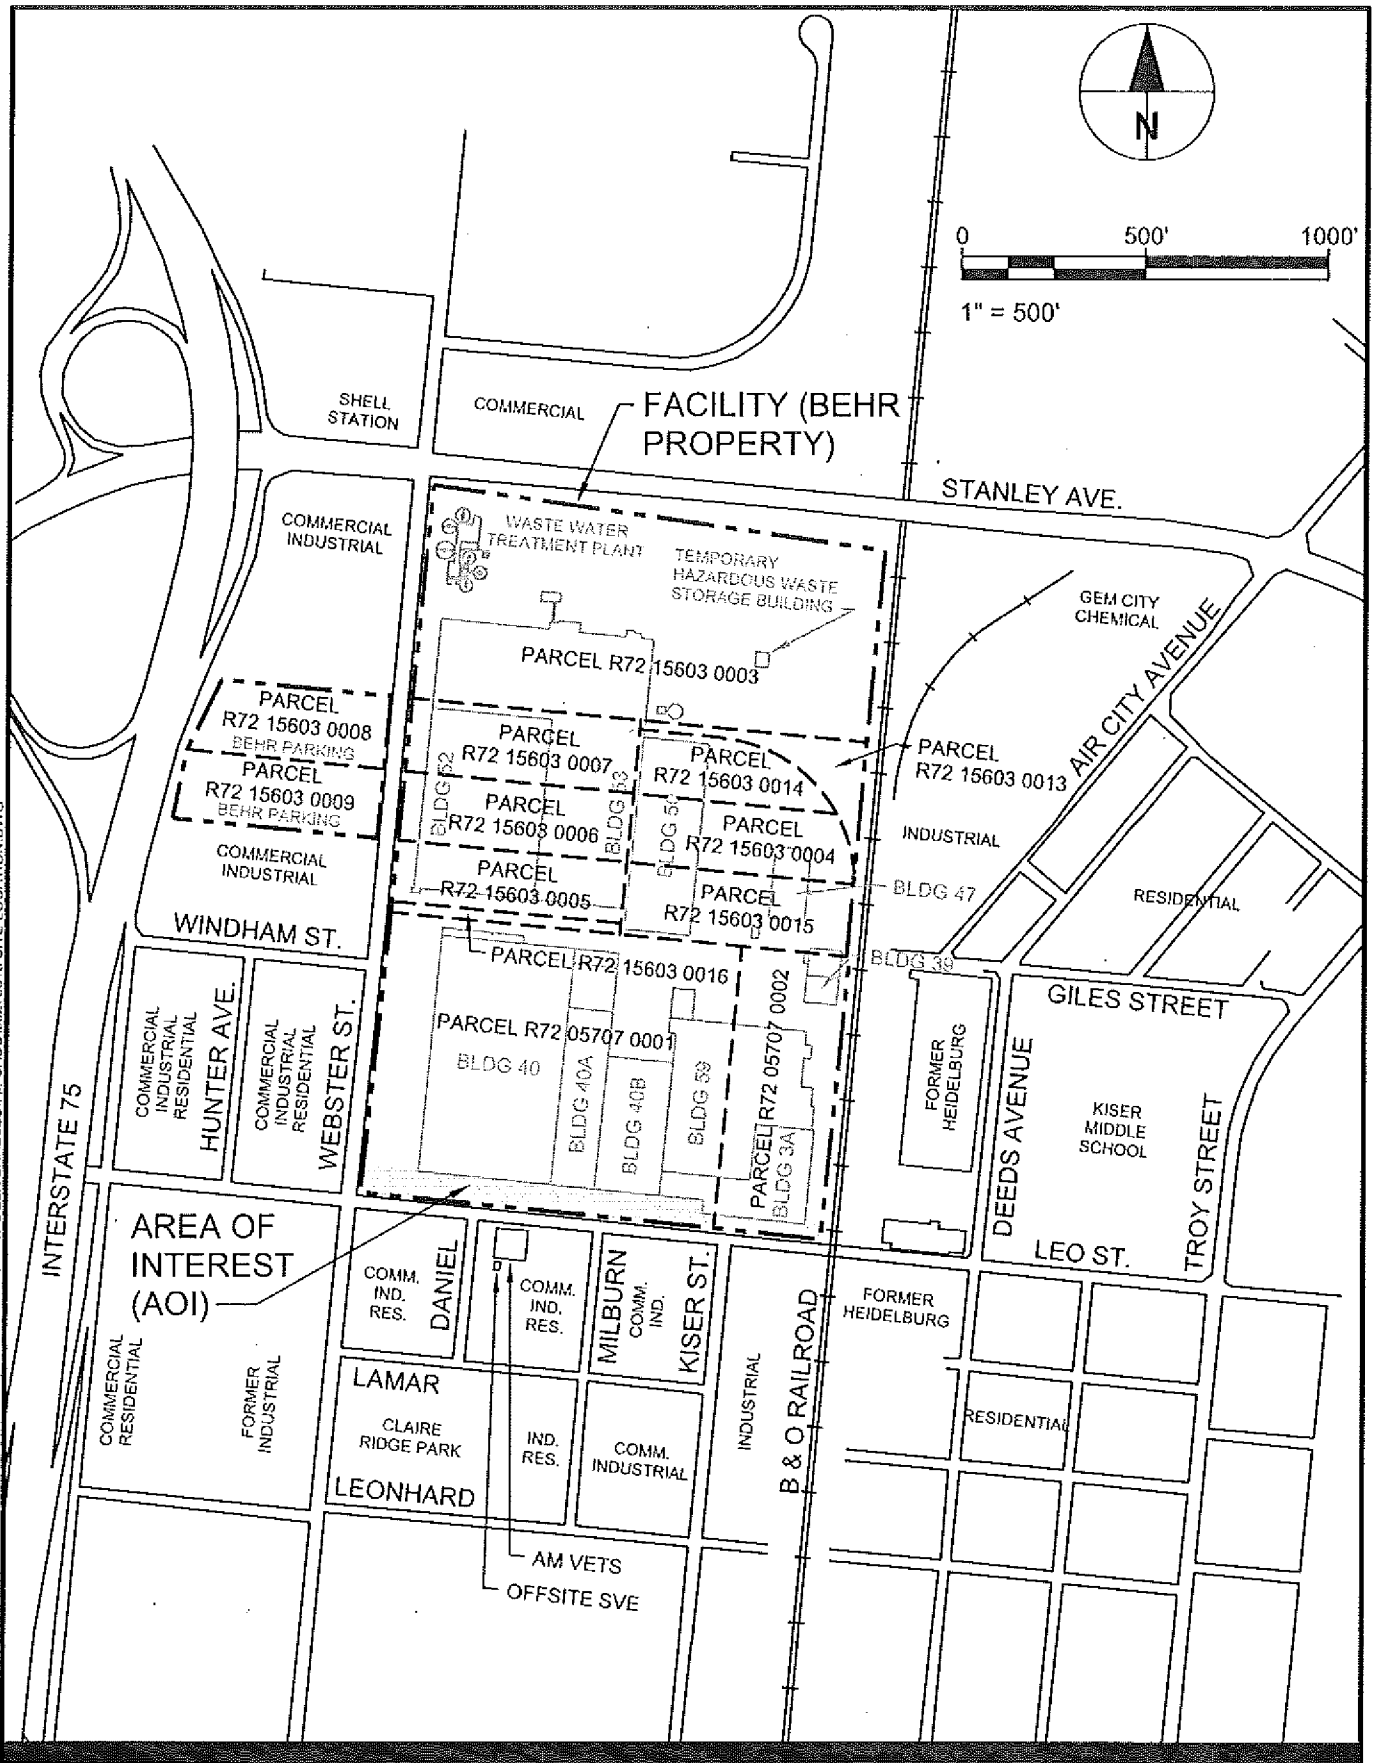 N
0 500' 1000'
1" = 500'
SHELL
STATION
COMMERCIAL
FACILITY (BEHR
PROPERTY)
STANLEY AVE.
COMMERCIAL
INDUSTRIAL
WASTE WATER
TREATMENT PLANT
TEMPORARY
HAZARDOUS WASTE
STORAGE BUILDING
GEM CITY
CHEMICAL
AIR CITY AVENUE
PARCEL R72 15603 0003
PARCEL
R72 15603 0008
BEHR PARKING
PARCEL
R72 15603 0009
BEHR PARKING
COMMERCIAL
INDUSTRIAL
BLDG 52
PARCEL
R72 15603 0007
PARCEL
R72 15603 0006
PARCEL
R72 15603 0005
BLDG 53
PARCEL
R72 15603 0014
PARCEL
R72 15603 0013
PARCEL
R72 15603 0004
PARCEL
R72 15603 0015
INDUSTRIAL
BLDG 47
RESIDENTIAL
WINDHAM ST.
PARCEL R72 15603 0016
BLDG 39
GILES STREET
PARCEL R72 05707 0001
BLDG 40
BLDG 40A
BLDG 40B
BLDG 59
PARCEL R72 05707 0002
BLDG 3A
COMMERCIAL
INDUSTRIAL
RESIDENTIAL
HUNTER AVE.
COMMERCIAL
INDUSTRIAL
RESIDENTIAL
WEBSTER ST.
INTERSTATE 75
FORMER
HEIDELBURG
DEEDS AVENUE
KISER
MIDDLE
SCHOOL
TROY STREET
AREA OF
INTEREST
(AOI)
LEO ST.
COMM.
IND.
RES.
DANIEL
COMM.
IND.
RES.
MILBURN
COMM.
IND.
KISER ST.
INDUSTRIAL
B & O RAILROAD
FORMER
HEIDELBURG
COMMERCIAL
RESIDENTIAL
FORMER
INDUSTRIAL
LAMAR
CLAIRE
RIDGE PARK
IND.
RES.
COMM.
INDUSTRIAL
RESIDENTIAL
LEONHARD
AM VETS
OFFSITE SVE